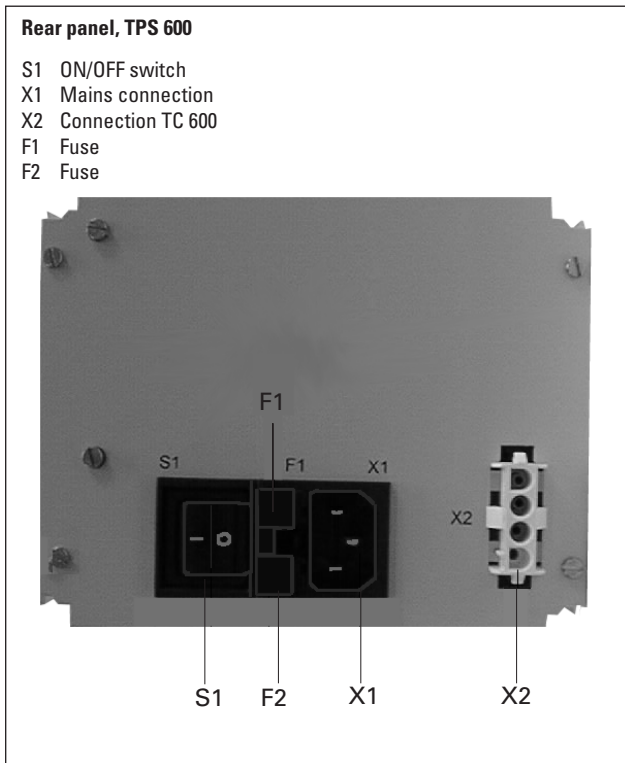 Rear panel, TPS 600
S1 ON/OFF switch
X1 Mains connection
X2 Connection TC 600
F1 Fuse
F2 Fuse
F1
S1 F1 X1
X2
S1 F2 X1 X2